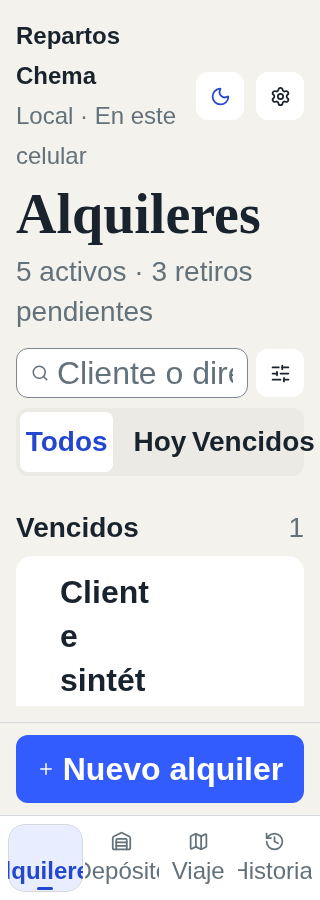 Repartos
Chema
Local · En este
celular
Alquileres
5 activos · 3 retiros
pendientes
Cliente o dire
Todos Hoy Vencidos
Vencidos 1
Client
e
sintét
+ Nuevo alquiler
lquilere Depósito Viaje Historia